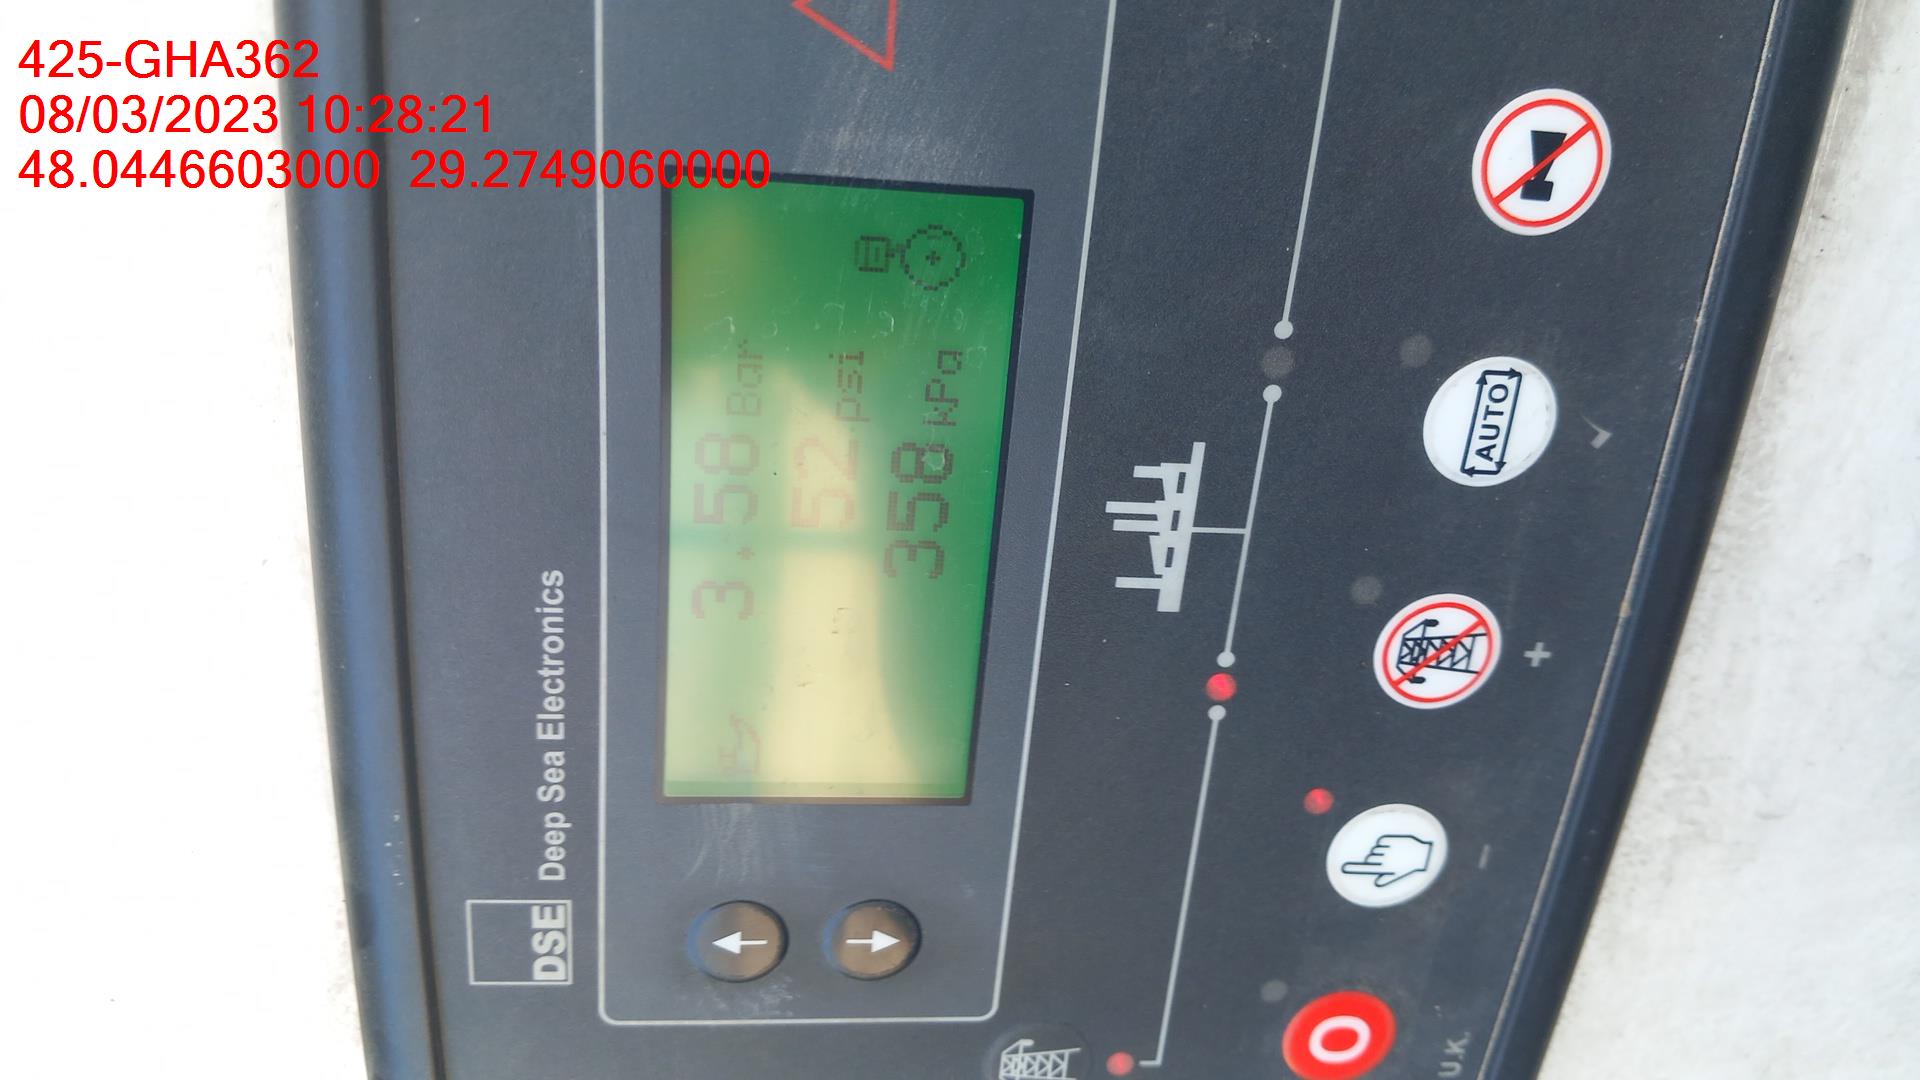 425-GHA362
08/03/2023 10:28:21
48.0446603000 29.2749060000
DSE Deep Sea Electronics
3.58 Bar
52 psi
358 kPa
AUTO
U.K.